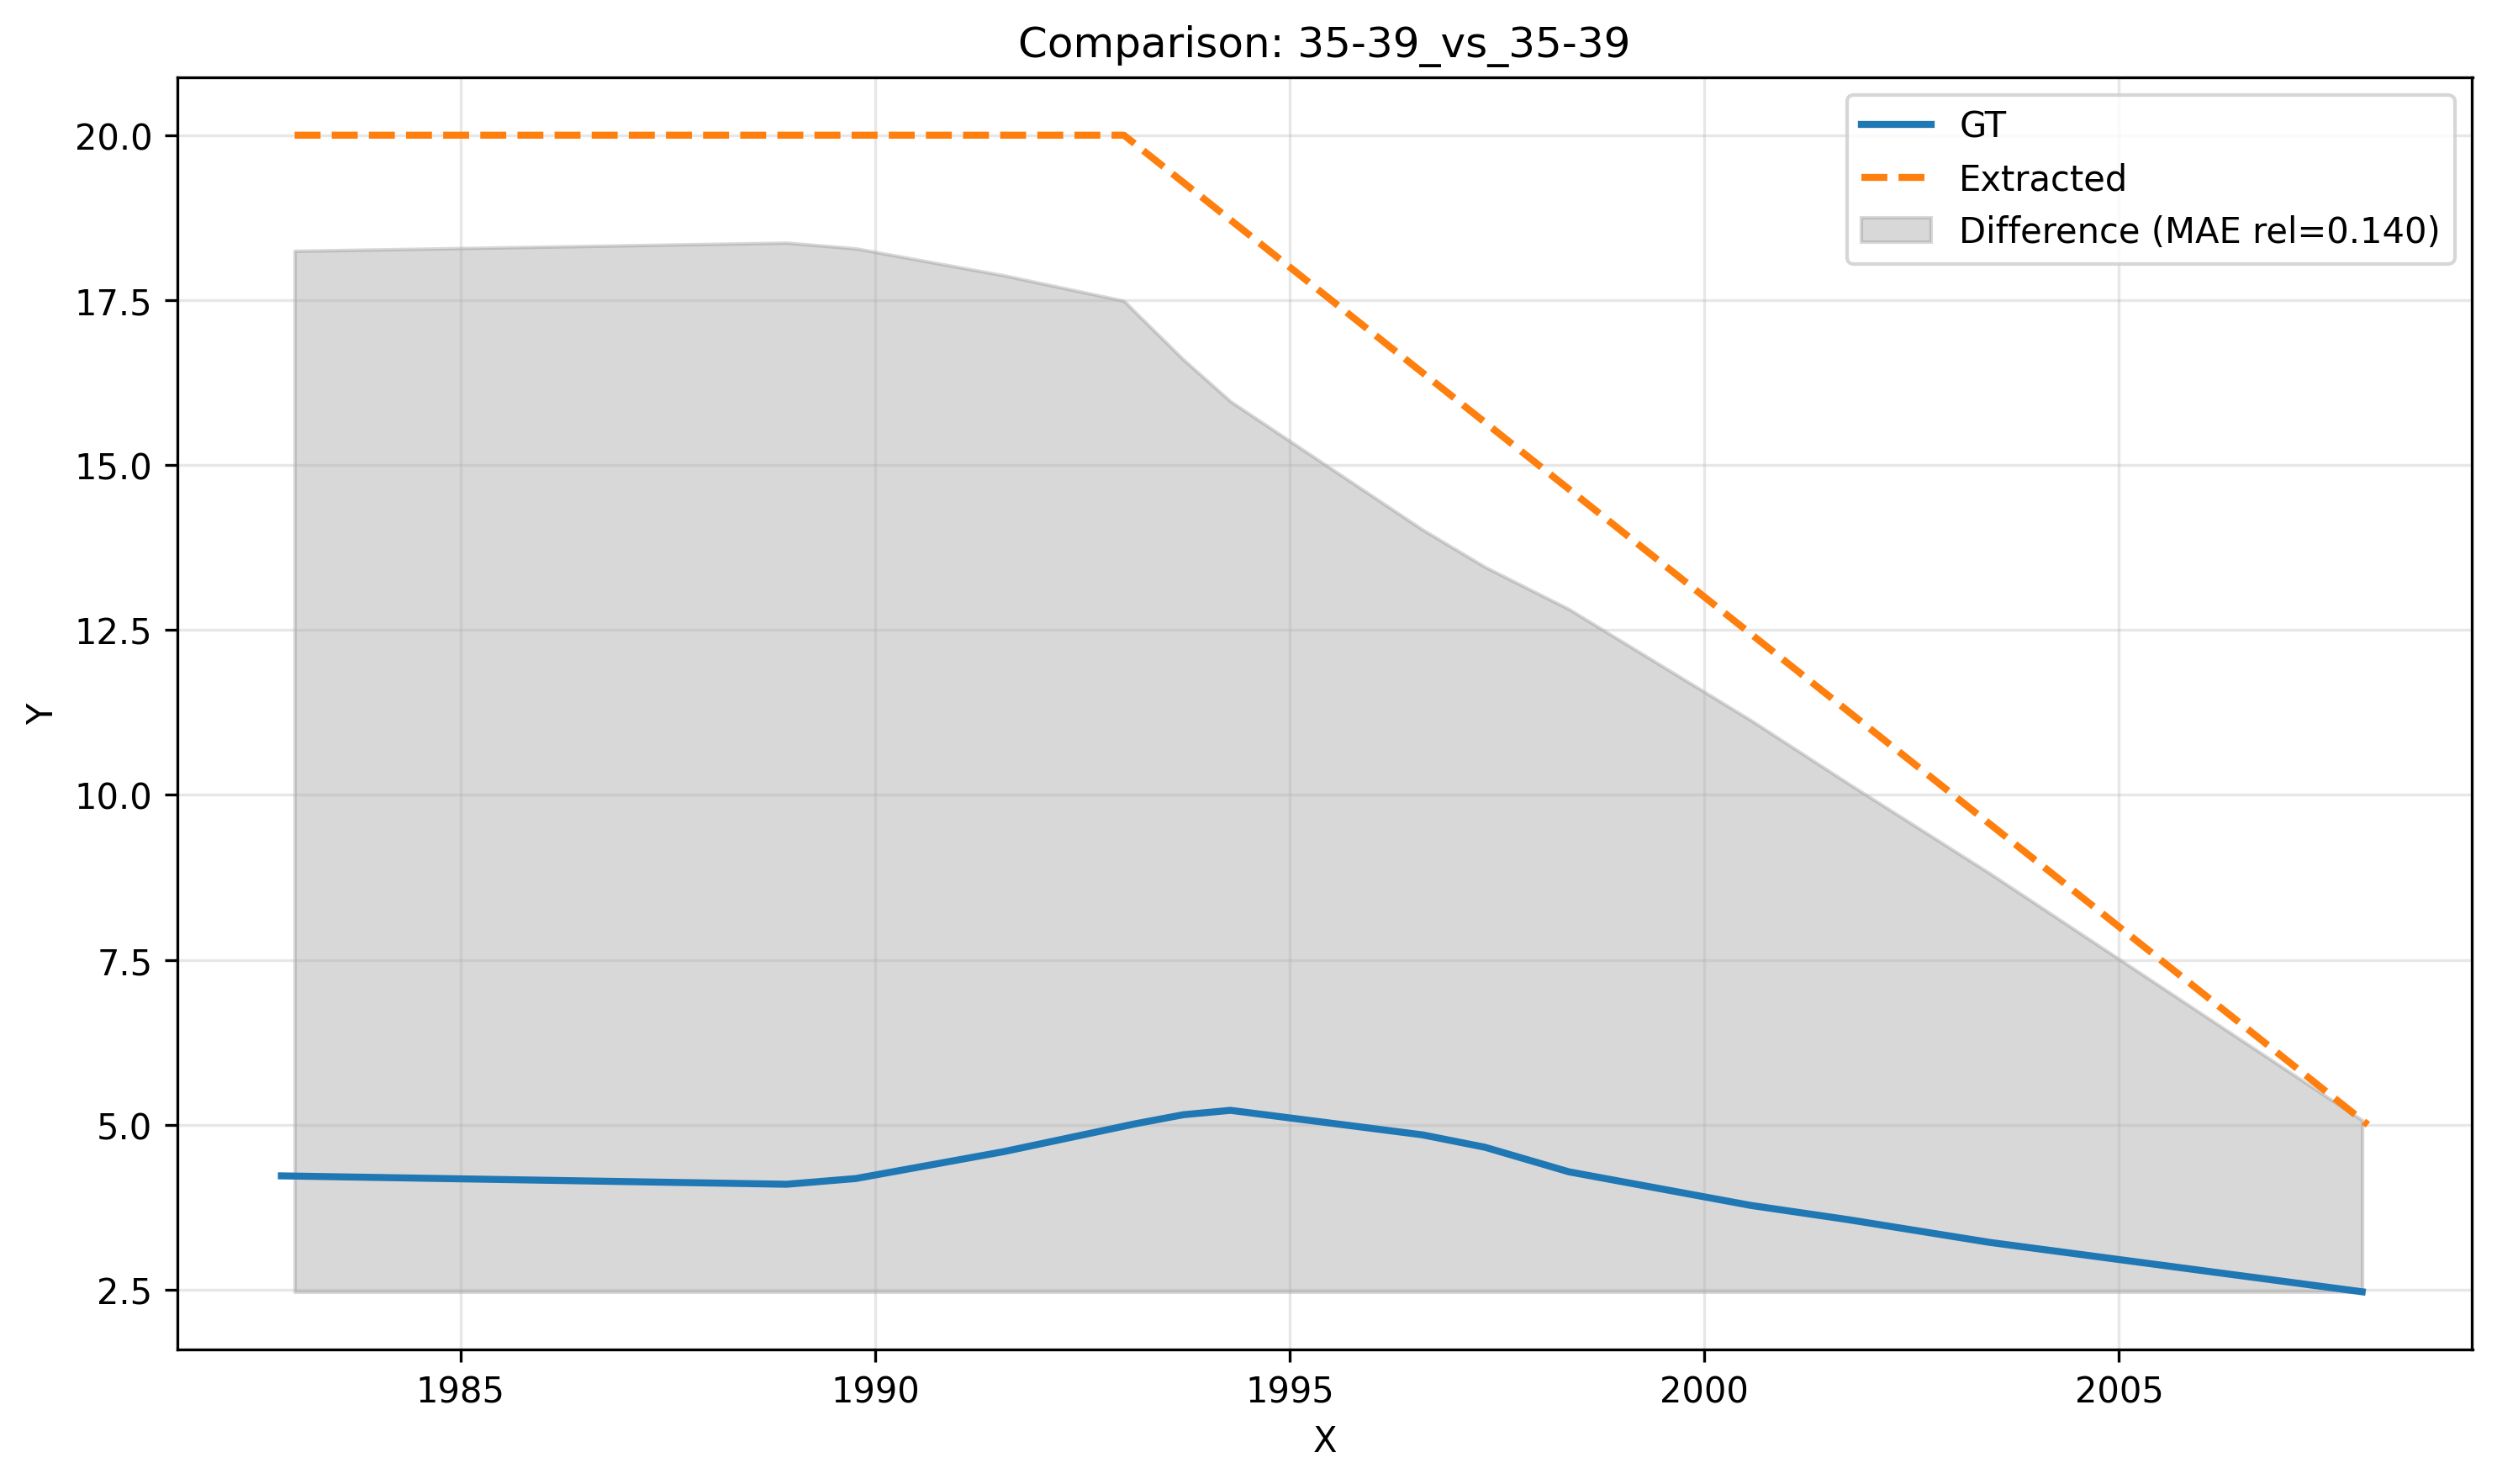 Comparison: 35-39_vs_35-39
GT
Extracted
Difference (MAE rel=0.140)
20.0
17.5
15.0
12.5
10.0
7.5
5.0
2.5
Y
1985
1990
1995
2000
2005
X